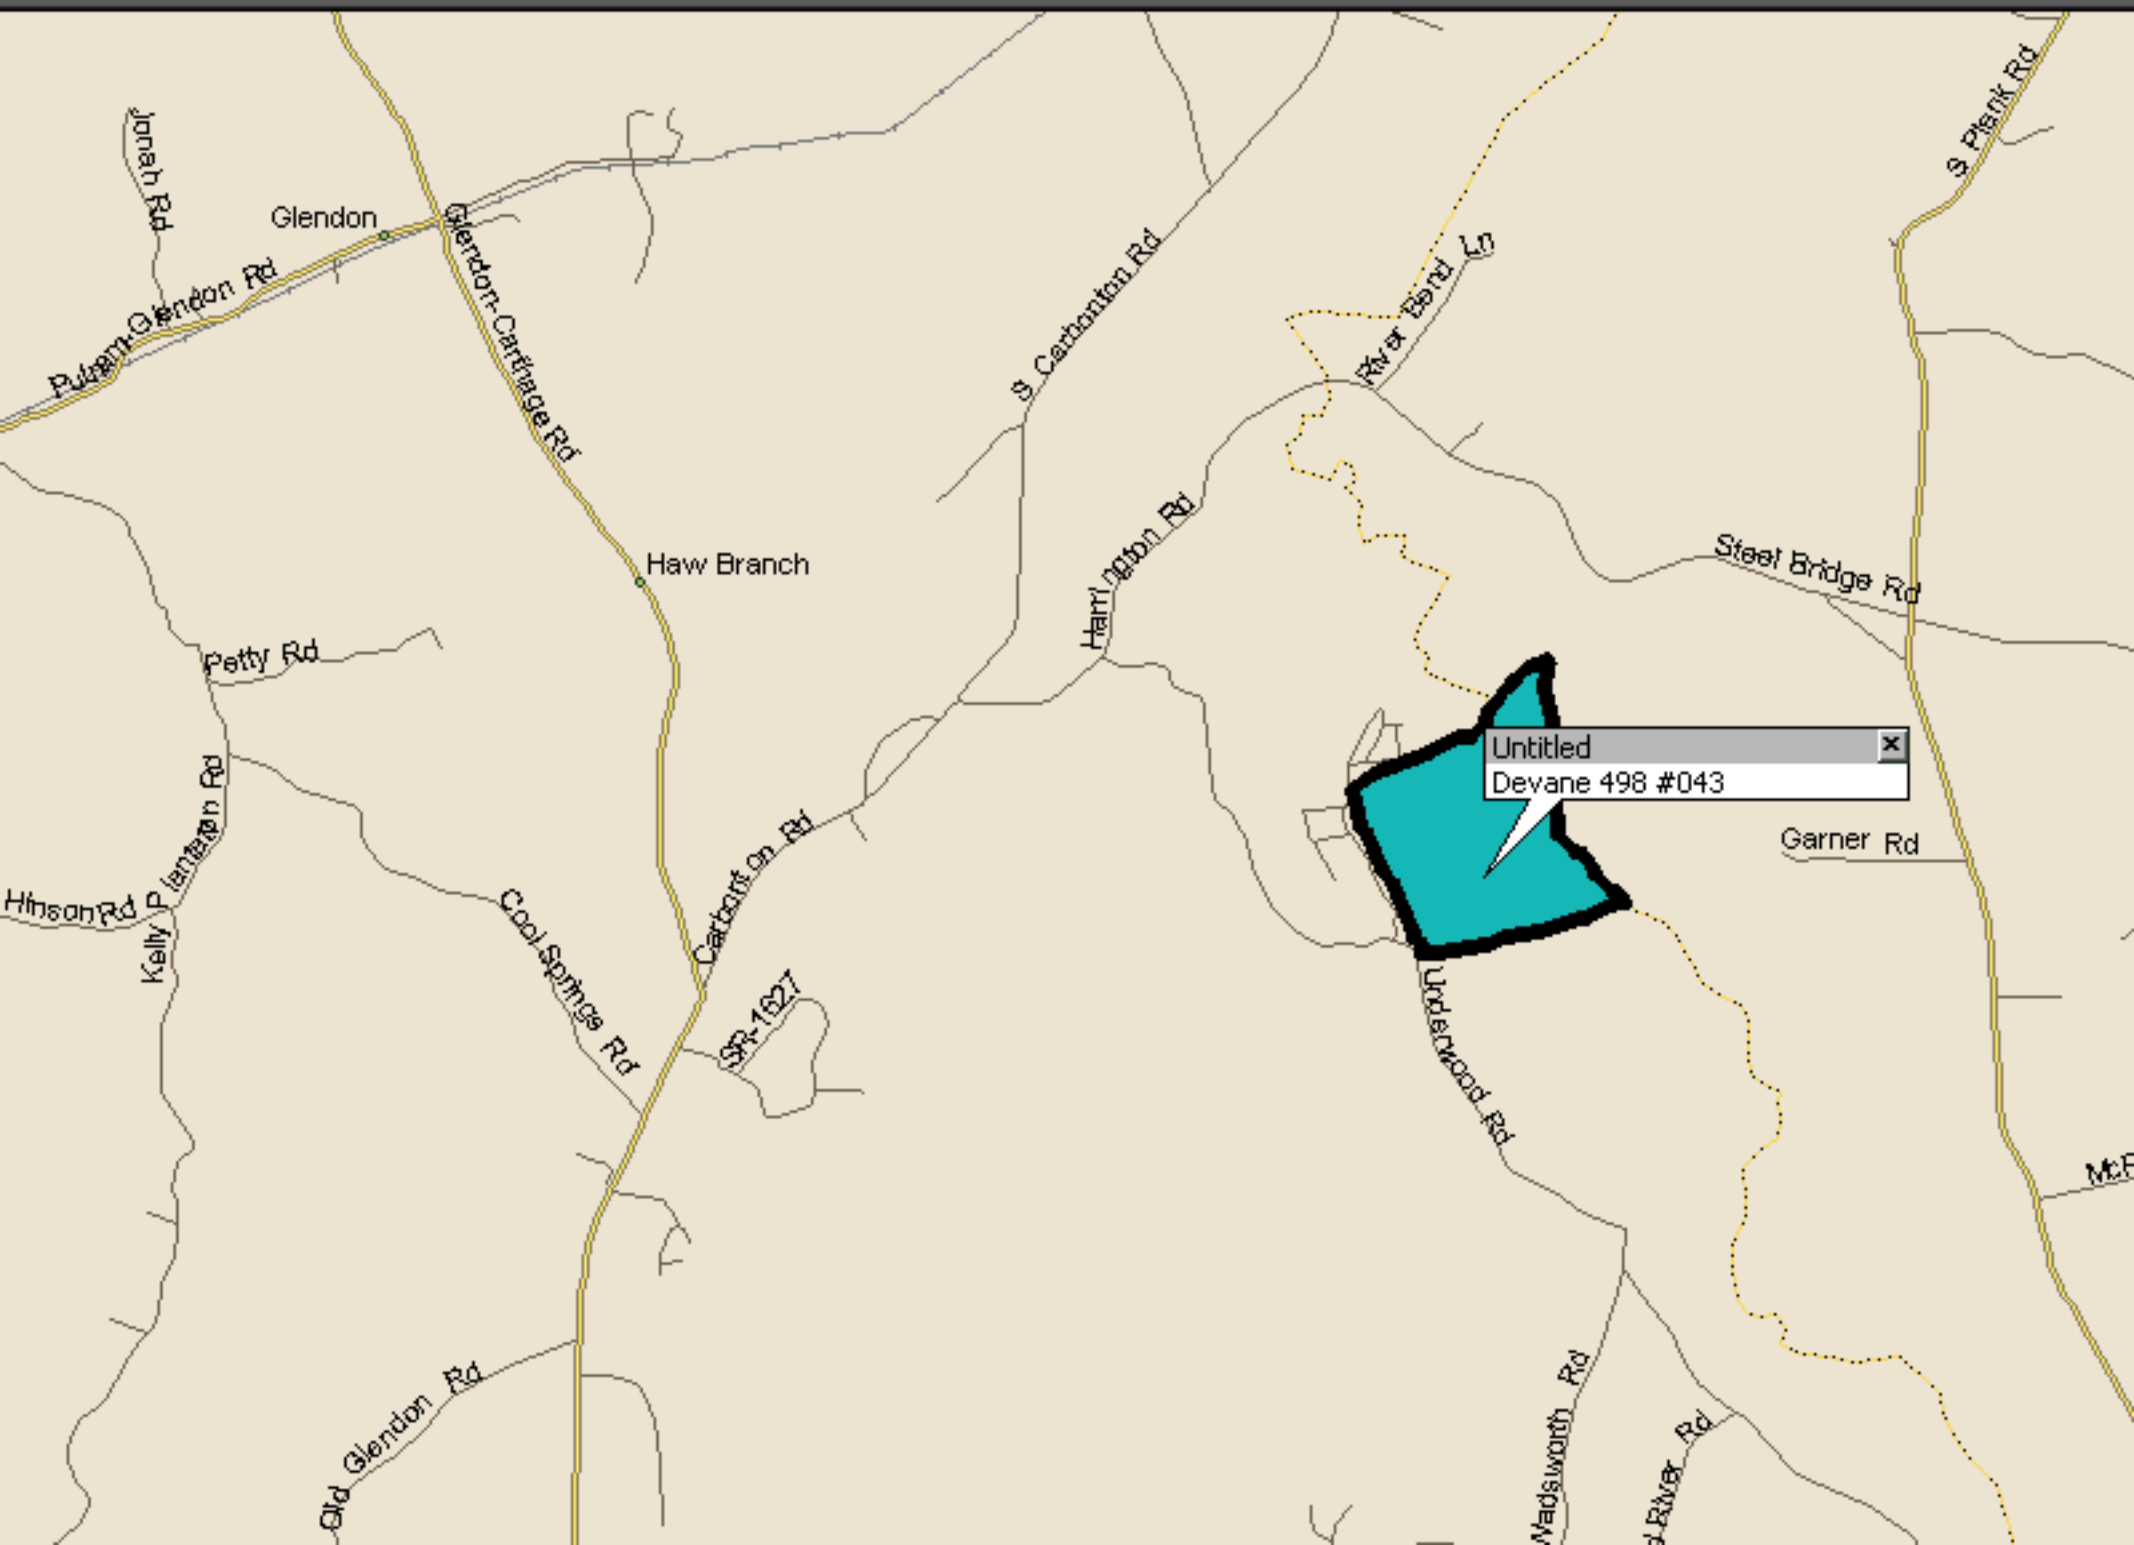 S Plank Rd
Jonah Rd
Glendon
Glendon-Carthage Rd
Putnam-Glendon Rd
S Carbonton Rd
River Bend Ln
Harrington Rd
Haw Branch
Steel Bridge Rd
Petty Rd
Untitled
Devane 498 #043
Garner Rd
Kelly Plantation Rd
Hinson Rd
Carbonton Rd
Cool Springs Rd
SR-1627
Underwood Rd
Old Glendon Rd
Wadsworth Rd
River Rd